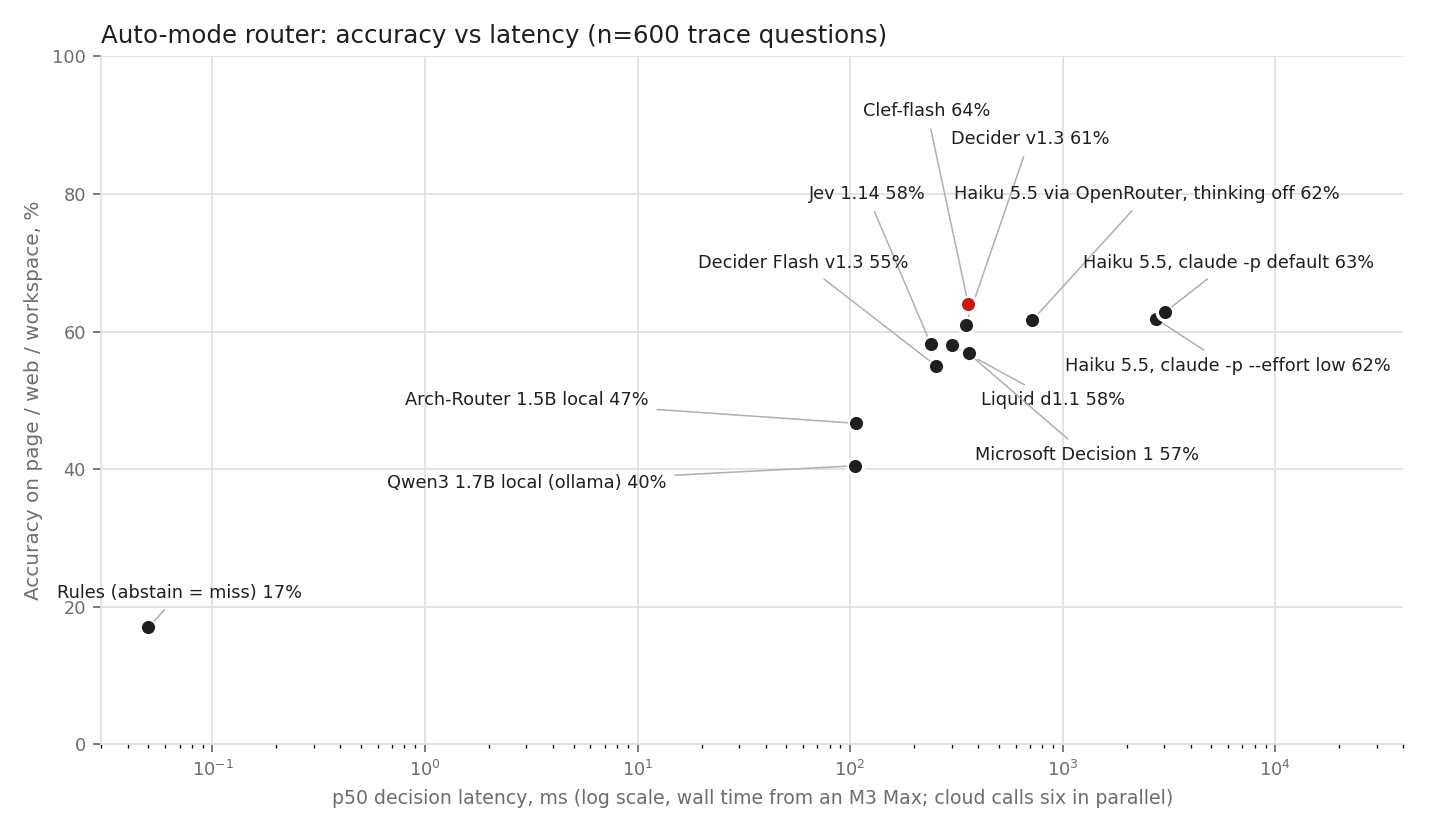 Auto-mode router: accuracy vs latency (n=600 trace questions)
100
Clef-flash 64%
Decider v1.3 61%
80
Jev 1.14 58%
Haiku 5.5 via OpenRouter, thinking off 62%
Decider Flash v1.3 55%
Haiku 5.5, claude -p default 63%
60
Haiku 5.5, claude -p --effort low 62%
Arch-Router 1.5B local 47%
Liquid d1.1 58%
Microsoft Decision 1 57%
40
Qwen3 1.7B local (ollama) 40%
Rules (abstain = miss) 17%
20
0
Accuracy on page / web / workspace, %
10⁻¹ 10⁰ 10¹ 10² 10³ 10⁴
p50 decision latency, ms (log scale, wall time from an M3 Max; cloud calls six in parallel)